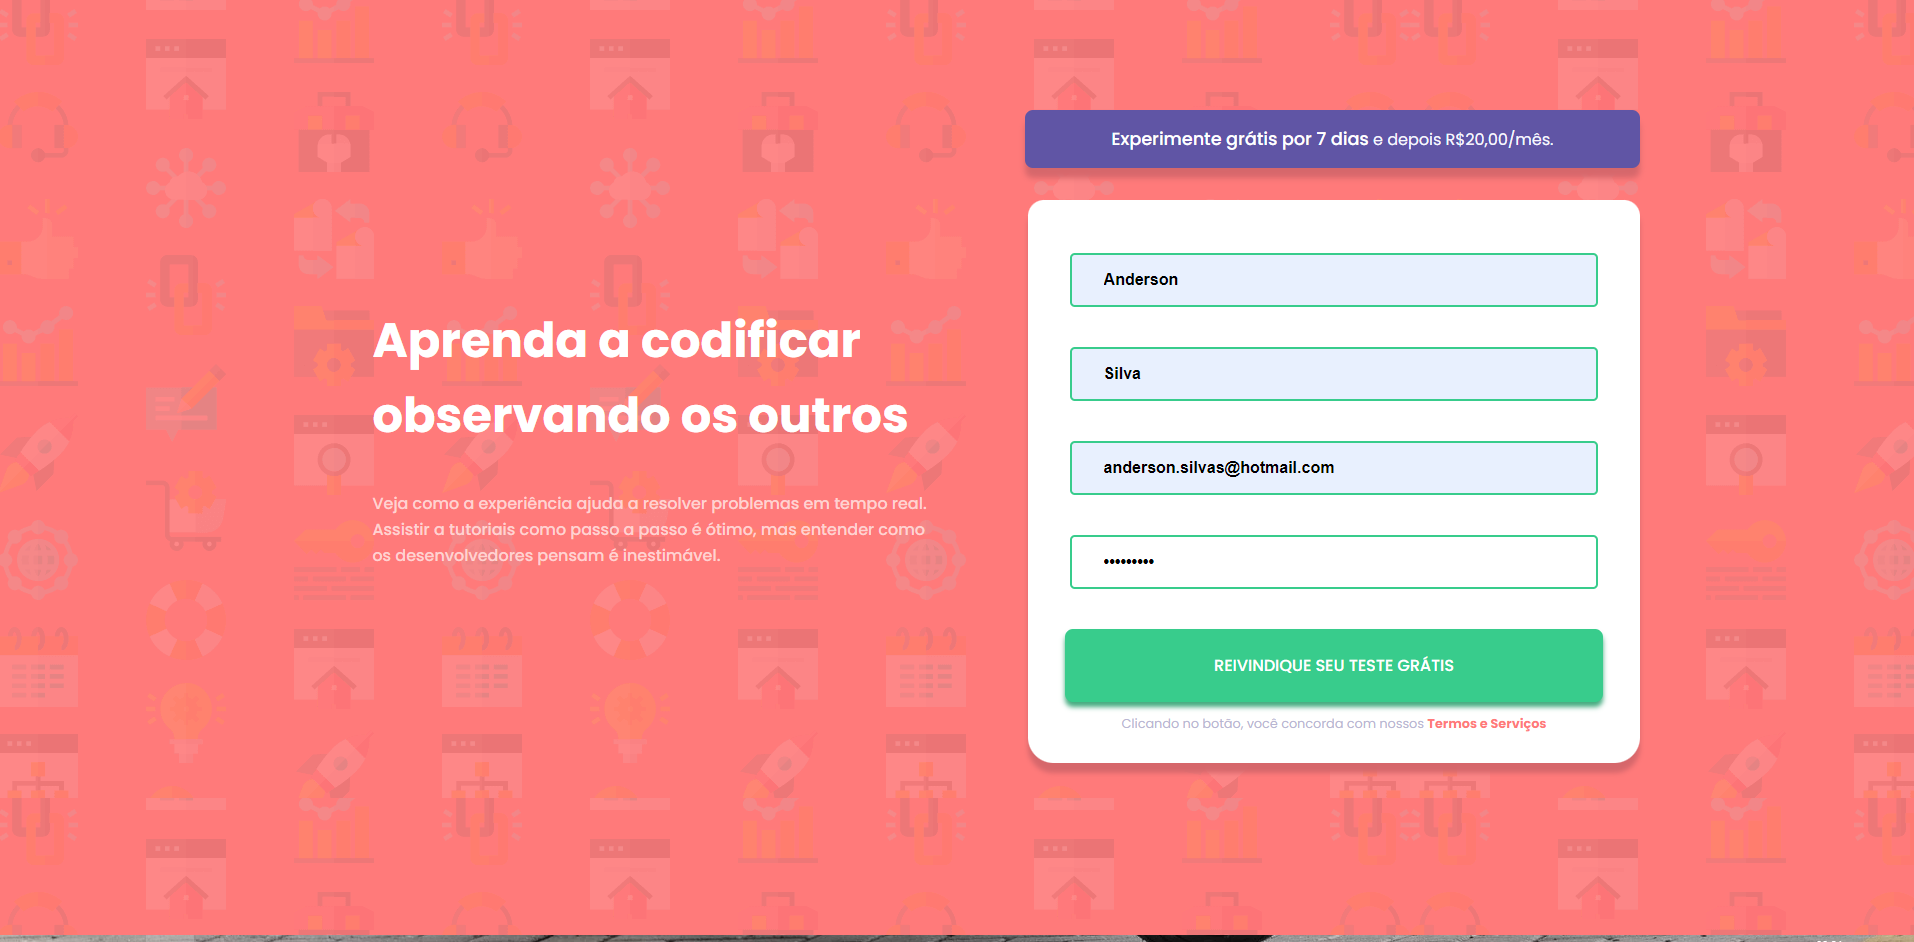 Aprenda a codificar
observando os outros
Veja como a experiência ajuda a resolver problemas em tempo real.
Assistir a tutoriais como passo a passo é ótimo, mas entender como
os desenvolvedores pensam é inestimável.
Experimente grátis por 7 dias e depois R$20,00/mês.
Anderson
Silva
anderson.silvas@hotmail.com
•••••••••
REIVINDIQUE SEU TESTE GRÁTIS
Clicando no botão, você concorda com nossos Termos e Serviços